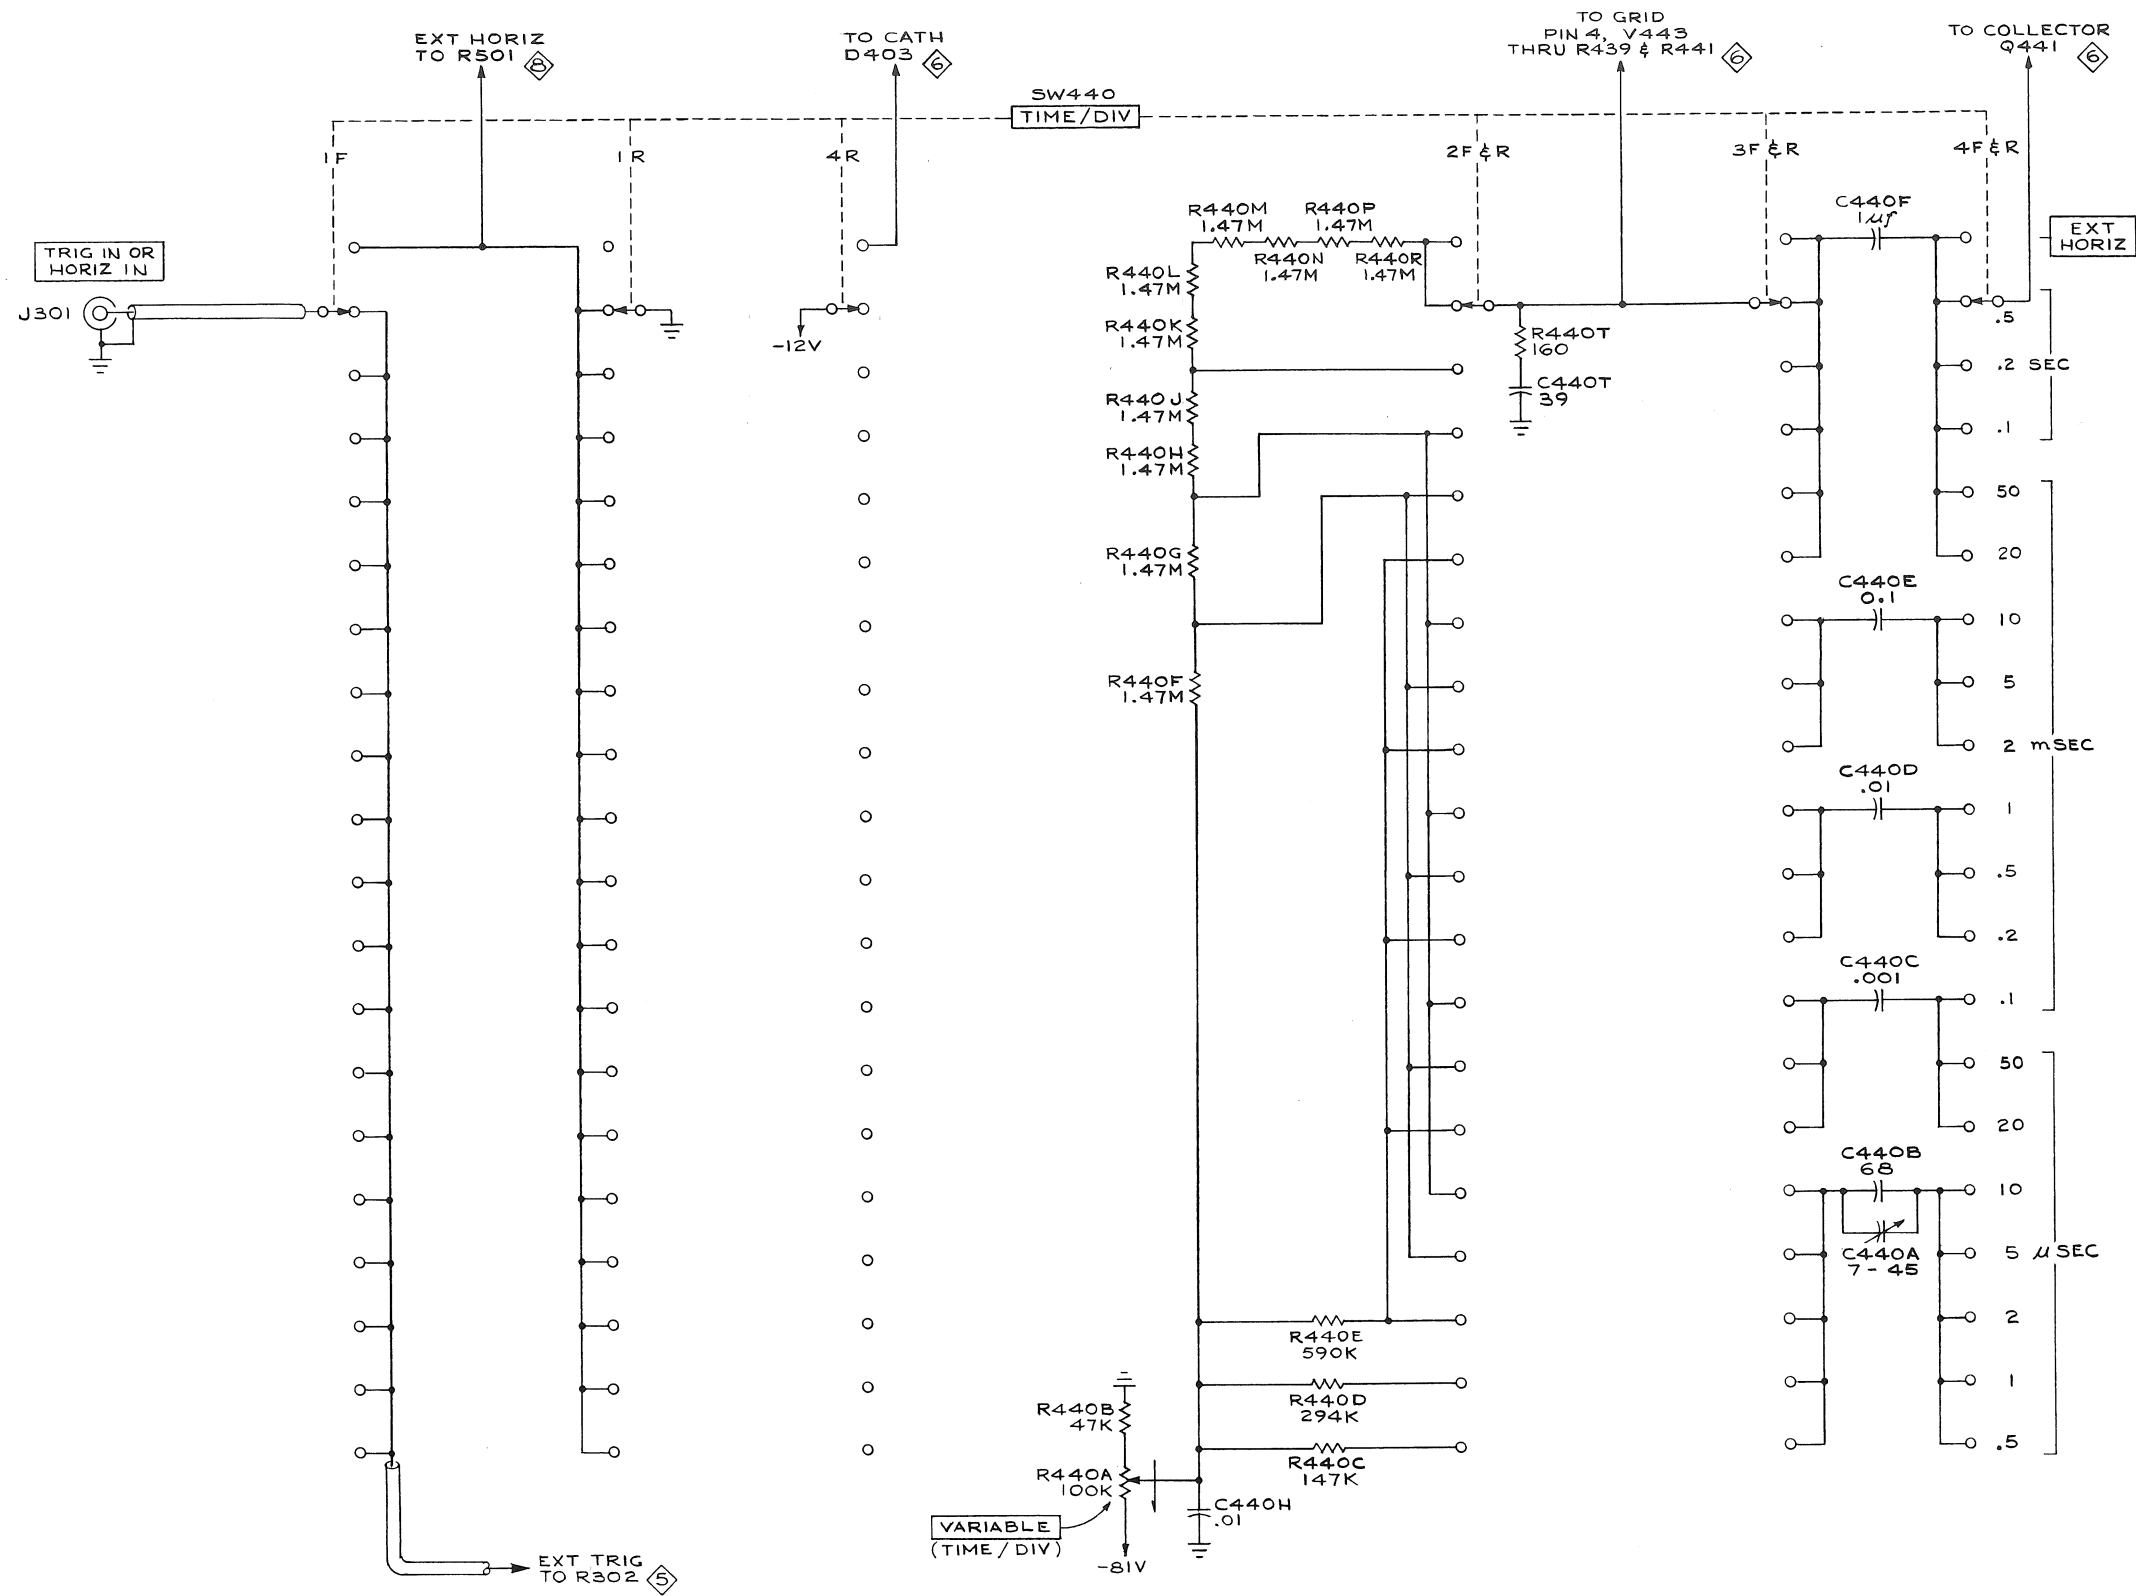 EXT HORIZ
TO R501 8
TO CATH
D403 6
TO GRID
PIN 4, V443
THRU R439 & R441 6
TO COLLECTOR
Q441 6
SW440
TIME/DIV
1F
1R
4R
2F & R
3F & R
4F & R
TRIG IN OR
HORIZ IN
J301
-12V
R440M
1.47M
R440P
1.47M
R440N
1.47M
R440R
1.47M
R440L
1.47M
R440K
1.47M
R440J
1.47M
R440H
1.47M
R440G
1.47M
R440F
1.47M
R440T
160
C440T
39
C440F
1µf
EXT
HORIZ
.5
.2 SEC
.1
50
20
C440E
0.1
10
5
2 mSEC
C440D
.01
1
.5
.2
C440C
.001
.1
50
20
C440B
68
10
C440A
7-45
5 µSEC
2
1
.5
R440E
590K
R440D
294K
R440C
147K
R440B
47K
R440A
100K
C440H
.01
VARIABLE
(TIME/DIV)
-81V
EXT TRIG
TO R302 5